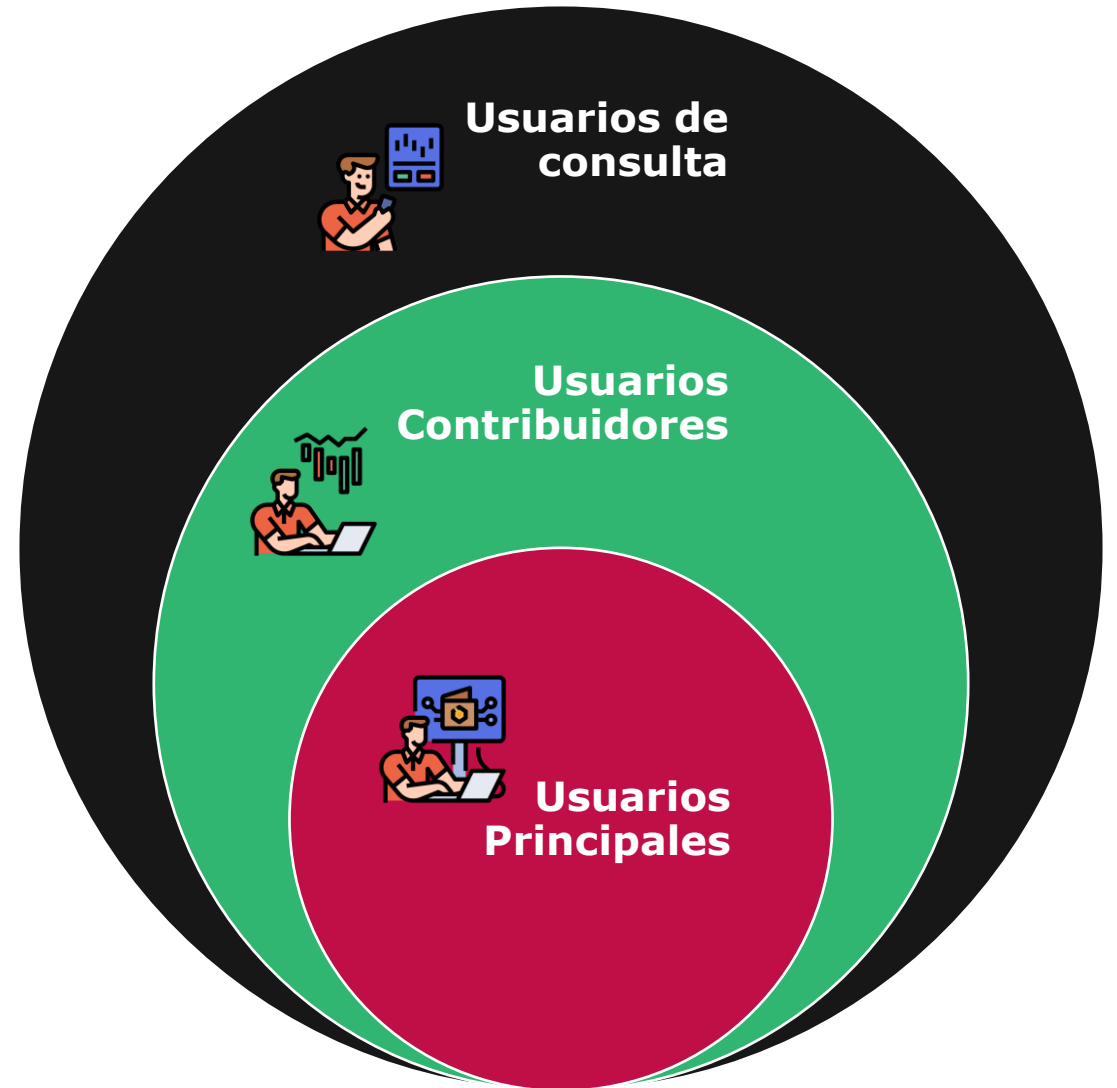 Usuarios de
consulta
Usuarios
Contribuidores
Usuarios
Principales